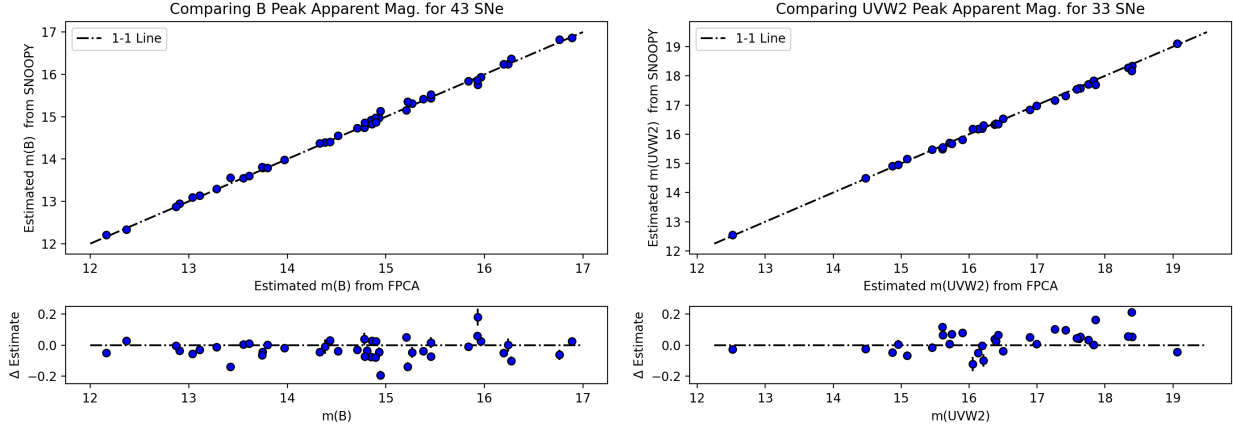 Comparing B Peak Apparent Mag. for 43 SNe
1-1 Line
Estimated m(B)  from SNOOPY
17
16
15
14
13
12
12 13 14 15 16 17
Estimated m(B) from FPCA
Δ Estimate
0.2
0.0
−0.2
12 13 14 15 16 17
m(B)
Comparing UVW2 Peak Apparent Mag. for 33 SNe
1-1 Line
Estimated m(UVW2)  from SNOOPY
19
18
17
16
15
14
13
12
12 13 14 15 16 17 18 19
Estimated m(UVW2) from FPCA
Δ Estimate
0.2
0.0
−0.2
12 13 14 15 16 17 18 19
m(UVW2)